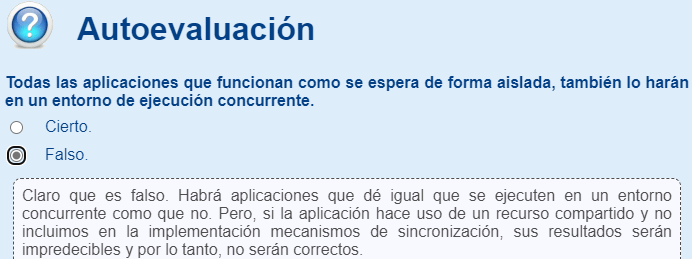 Autoevaluación
Todas las aplicaciones que funcionan como se espera de forma aislada, también lo harán
en un entorno de ejecución concurrente.
Cierto.
Falso.
Claro que es falso. Habrá aplicaciones que dé igual que se ejecuten en un entorno
concurrente como que no. Pero, si la aplicación hace uso de un recurso compartido y no
incluimos en la implementación mecanismos de sincronización, sus resultados serán
impredecibles y por lo tanto, no serán correctos.